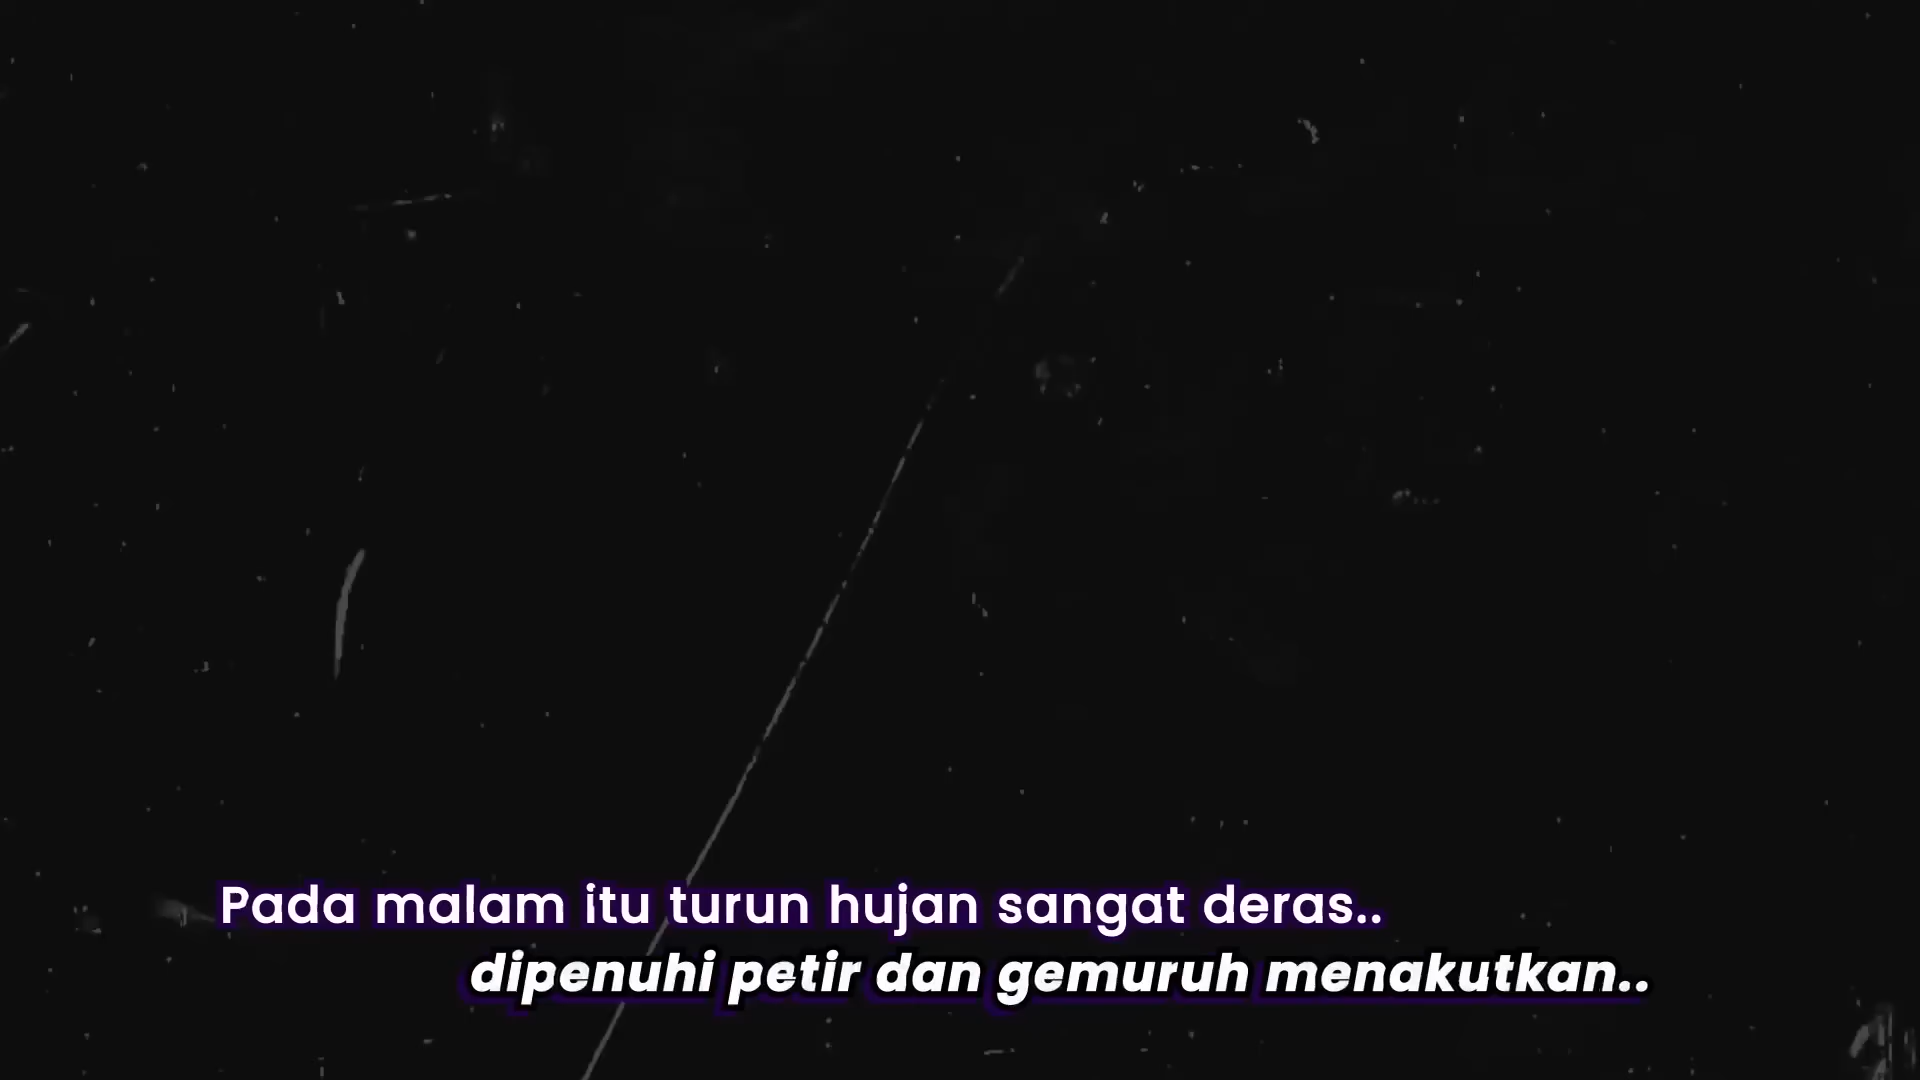 Pada malam itu turun hujan sangat deras..
dipenuhi petir dan gemuruh menakutkan..